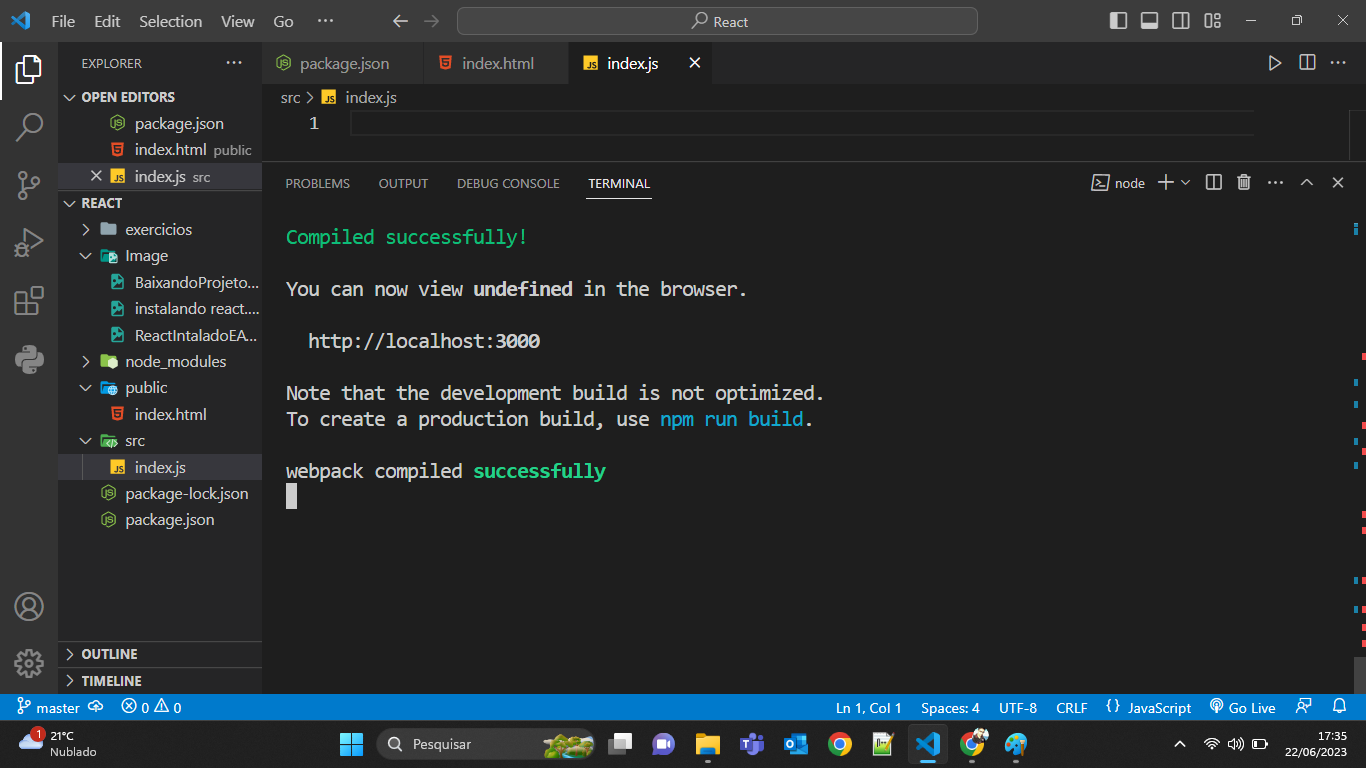 File Edit Selection View Go ··· React
EXPLORER ···
OPEN EDITORS
package.json
index.html public
index.js src
REACT
exercicios
Image
BaixandoProjeto...
instalando react....
ReactIntaladoEA...
node_modules
public
index.html
src
index.js
package-lock.json
package.json
OUTLINE
TIMELINE
package.json index.html JS index.js
src > JS index.js
1
PROBLEMS OUTPUT DEBUG CONSOLE TERMINAL node
Compiled successfully!
You can now view undefined in the browser.
http://localhost:3000
Note that the development build is not optimized.
To create a production build, use npm run build.
webpack compiled successfully
master 0 0 Ln 1, Col 1 Spaces: 4 UTF-8 CRLF {} JavaScript Go Live
1 21°C
Nublado
Pesquisar
17:35
22/06/2023